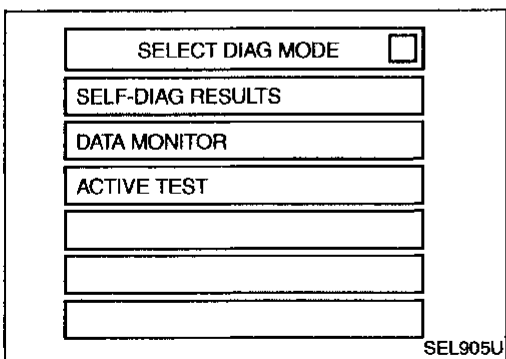 SELECT DIAG MODE
SELF-DIAG RESULTS
DATA MONITOR
ACTIVE TEST
SEL905U